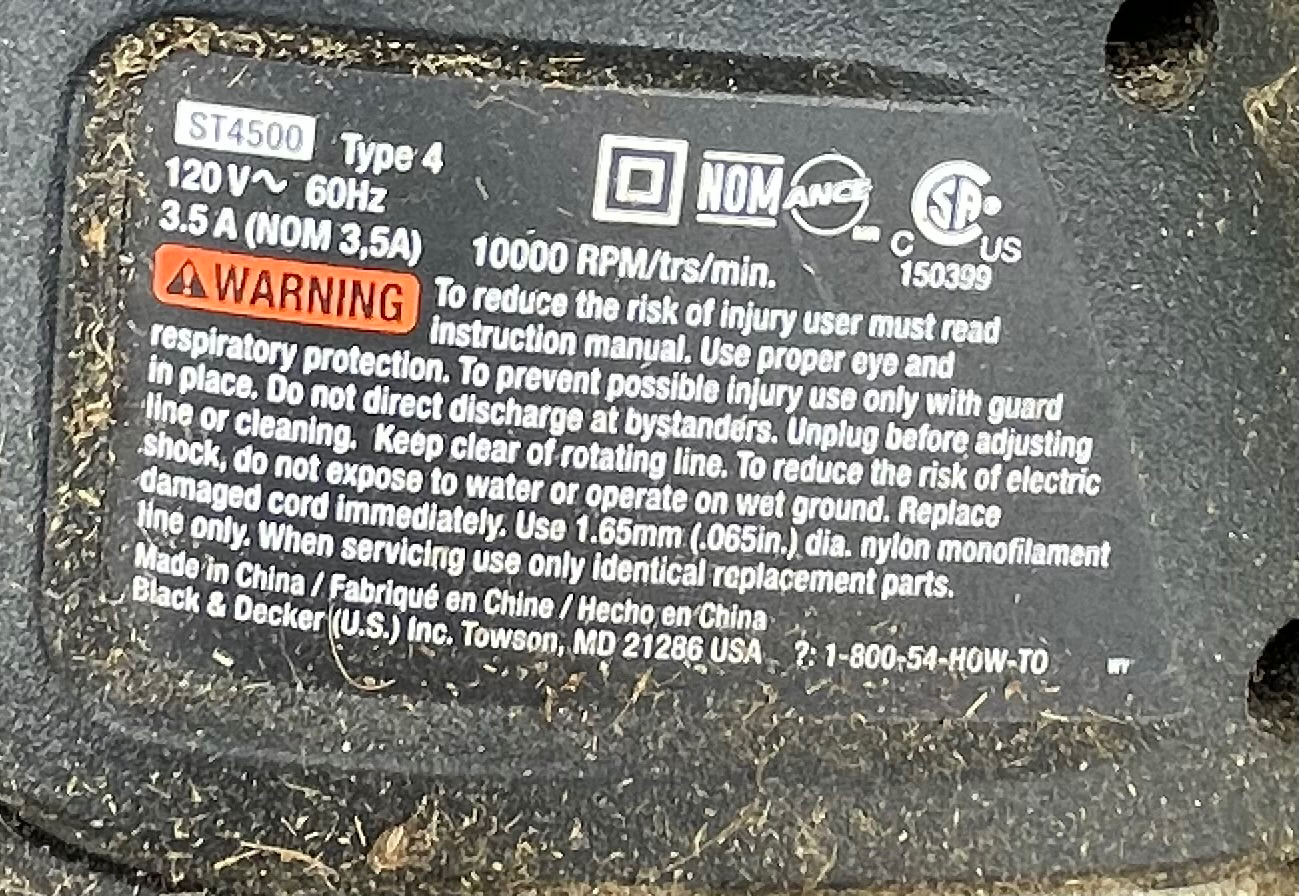 ST4500 Type 4
120V~ 60Hz
3.5 A (NOM 3,5A) 10000 RPM/trs/min.
NOM ANCE
CSA
C US
150399
WARNING To reduce the risk of injury user must read
instruction manual. Use proper eye and
respiratory protection. To prevent possible injury use only with guard
in place. Do not direct discharge at bystanders. Unplug before adjusting
line or cleaning. Keep clear of rotating line. To reduce the risk of electric
shock, do not expose to water or operate on wet ground. Replace
damaged cord immediately. Use 1.65mm (.065in.) dia. nylon monofilament
line only. When servicing use only identical replacement parts.
Made in China / Fabriqué en Chine / Hecho en China
Black & Decker (U.S.) Inc. Towson, MD 21286 USA ?: 1-800-54-HOW-TO